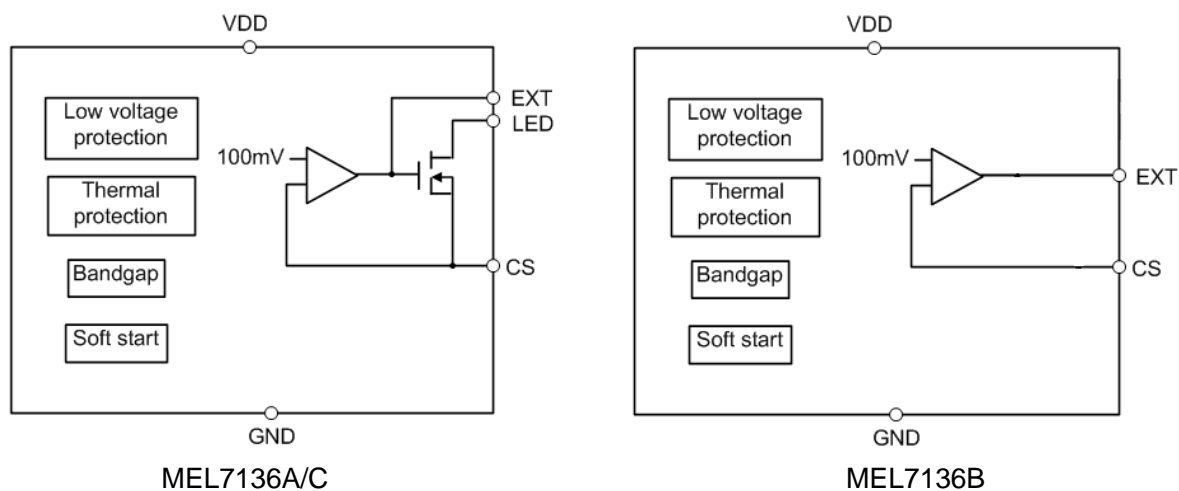 VDD
Low voltage
protection
EXT
LED
100mV
Thermal
protection
Bandgap
CS
Soft start
GND
MEL7136A/C
VDD
Low voltage
protection
100mV
EXT
Thermal
protection
Bandgap
CS
Soft start
GND
MEL7136B